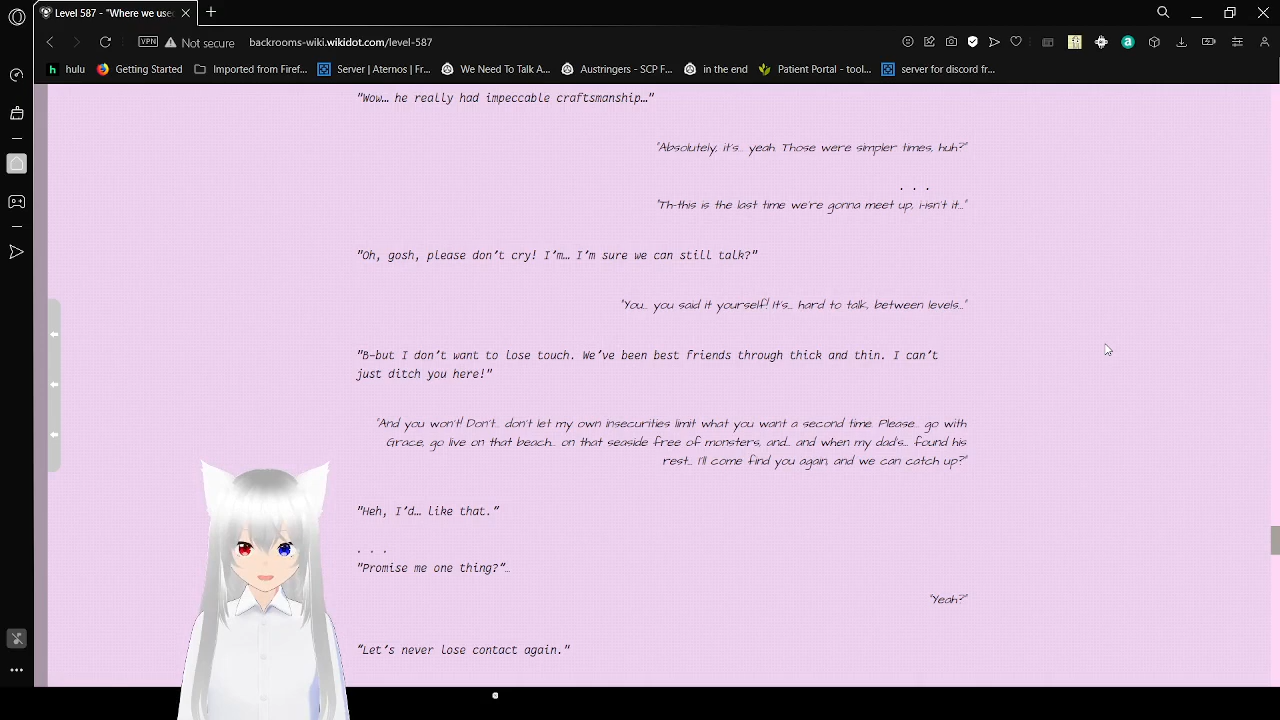 Level 587 - "Where we used
VPN
Not secure
backrooms-wiki.wikidot.com/level-587
hulu
Getting Started
Imported from Firef...
Server | Aternos | Fr...
We Need To Talk A...
Austringers - SCP F...
in the end
Patient Portal - tool...
server for discord fr...
"Wow… he really had impeccable craftsmanship…"
"Absolutely, it's… yeah. Those were simpler times, huh?"
. . .
"Th-this is the last time we're gonna meet up, i-isn't it…"
"Oh, gosh, please don't cry! I'm… I'm sure we can still talk?"
"You… you said it yourself! It's… hard to talk, between levels…"
"B—but I don't want to lose touch. We've been best friends through thick and thin. I can't
just ditch you here!"
"And you won't! Don't… don't let my own insecurities limit what you want a second time. Please… go with
Grace, go live on that beach… on that seaside free of monsters, and… and when my dad's… found his
rest… I'll come find you again, and we can catch up?"
"Heh, I'd… like that."
. . .
"Promise me one thing?"…
"Yeah?"
"Let's never lose contact again."